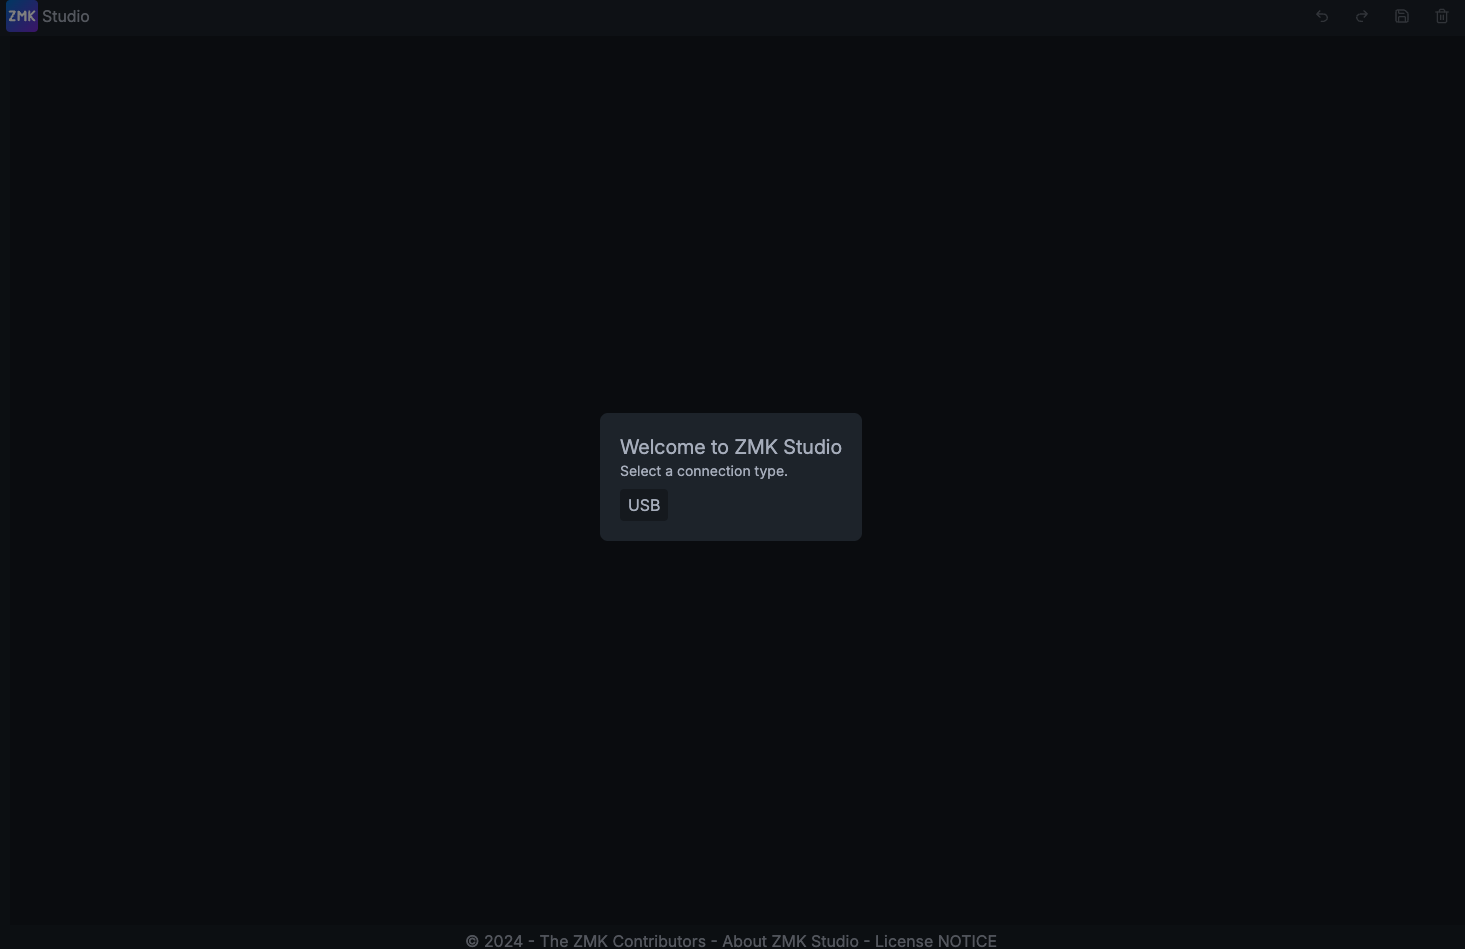 ZMK Studio
Welcome to ZMK Studio
Select a connection type.
USB
© 2024 - The ZMK Contributors - About ZMK Studio - License NOTICE